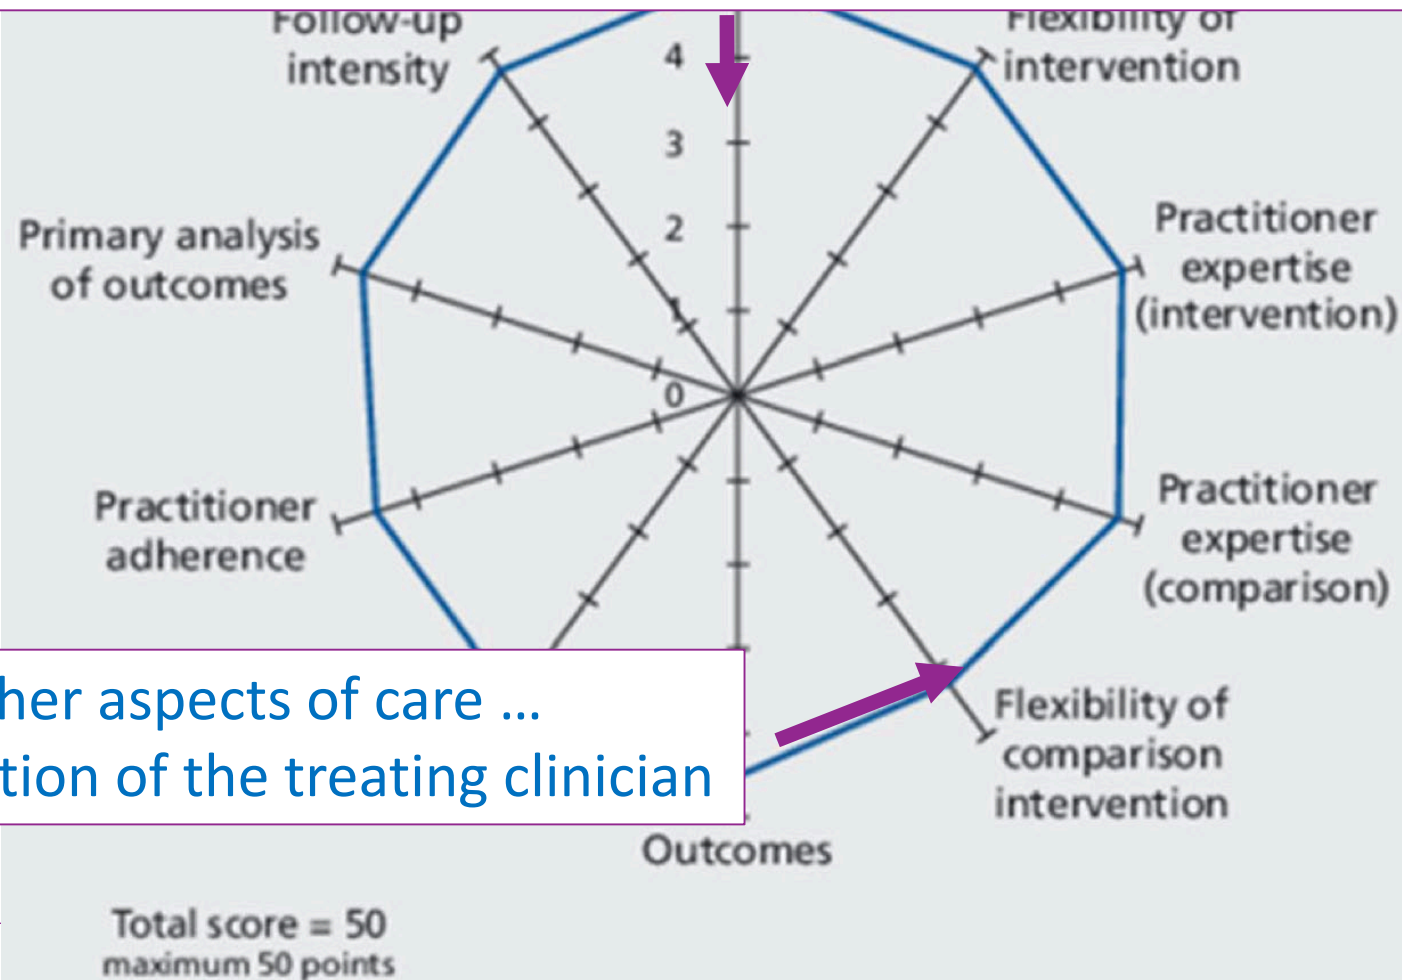 Follow-up
intensity
Flexibility of
intervention
4
3
2
1
0
Primary analysis
of outcomes
Practitioner
expertise
(intervention)
Practitioner
adherence
Practitioner
expertise
(comparison)
her aspects of care ...
tion of the treating clinician
Flexibility of
comparison
intervention
Outcomes
Total score = 50
maximum 50 points